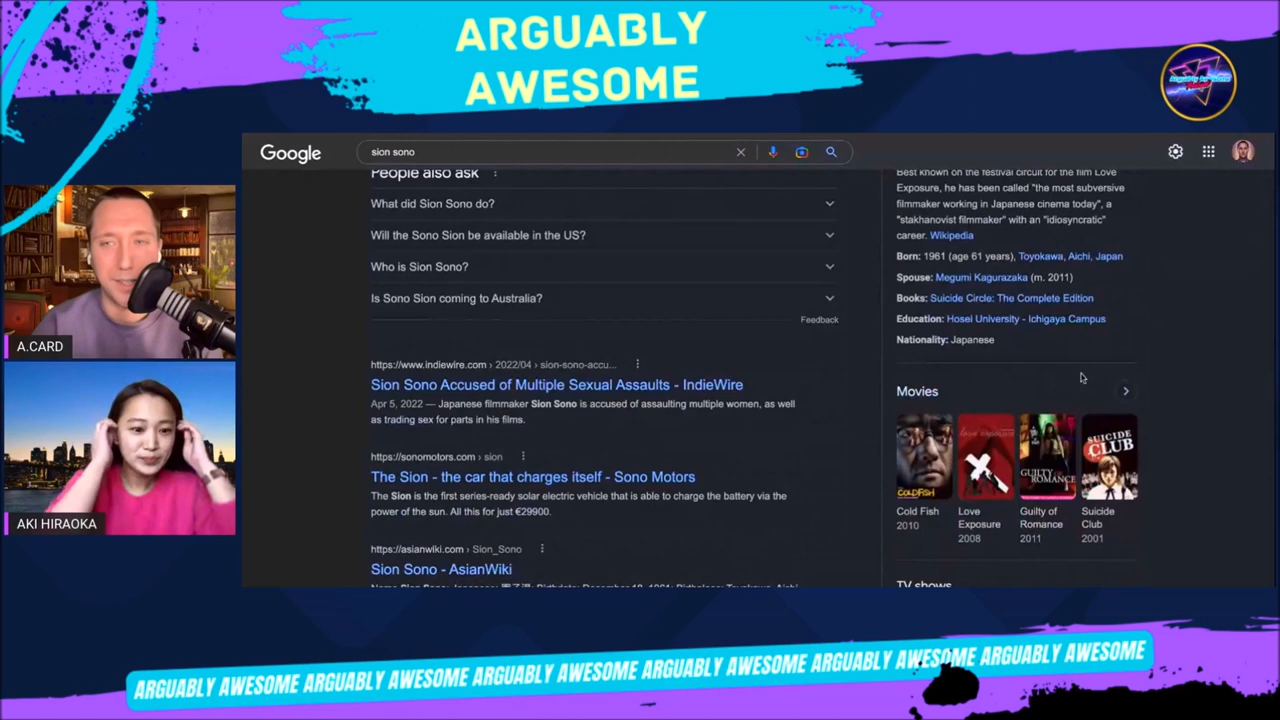 ARGUABLY
AWESOME
Google
sion sono
People also ask
What did Sion Sono do?
Will the Sono Sion be available in the US?
Who is Sion Sono?
Is Sono Sion coming to Australia?
Feedback
https://www.indiewire.com › 2022/04 › sion-sono-accu...
Sion Sono Accused of Multiple Sexual Assaults - IndieWire
Apr 5, 2022 — Japanese filmmaker Sion Sono is accused of assaulting multiple women, as well
as trading sex for parts in his films.
https://sonomotors.com › sion
The Sion - the car that charges itself - Sono Motors
The Sion is the first series-ready solar electric vehicle that is able to charge the battery via the
power of the sun. All this for just €29900.
https://asianwiki.com › Sion_Sono
Sion Sono - AsianWiki
Best known on the festival circuit for the film Love
Exposure, he has been called "the most subversive
filmmaker working in Japanese cinema today", a
"stakhanovist filmmaker" with an "idiosyncratic"
career. Wikipedia
Born: 1961 (age 61 years), Toyokawa, Aichi, Japan
Spouse: Megumi Kagurazaka (m. 2011)
Books: Suicide Circle: The Complete Edition
Education: Hosei University - Ichigaya Campus
Nationality: Japanese
Movies
COLDFISH
love exposure
GUILTY
ROMANCE
SUICIDE
CLUB
Cold Fish
2010
Love
Exposure
2008
Guilty of
Romance
2011
Suicide
Club
2001
TV shows
A.CARD
AKI HIRAOKA
ARGUABLY AWESOME ARGUABLY AWESOME ARGUABLY AWESOME ARGUABLY AWESOME ARGUABLY AWESOME